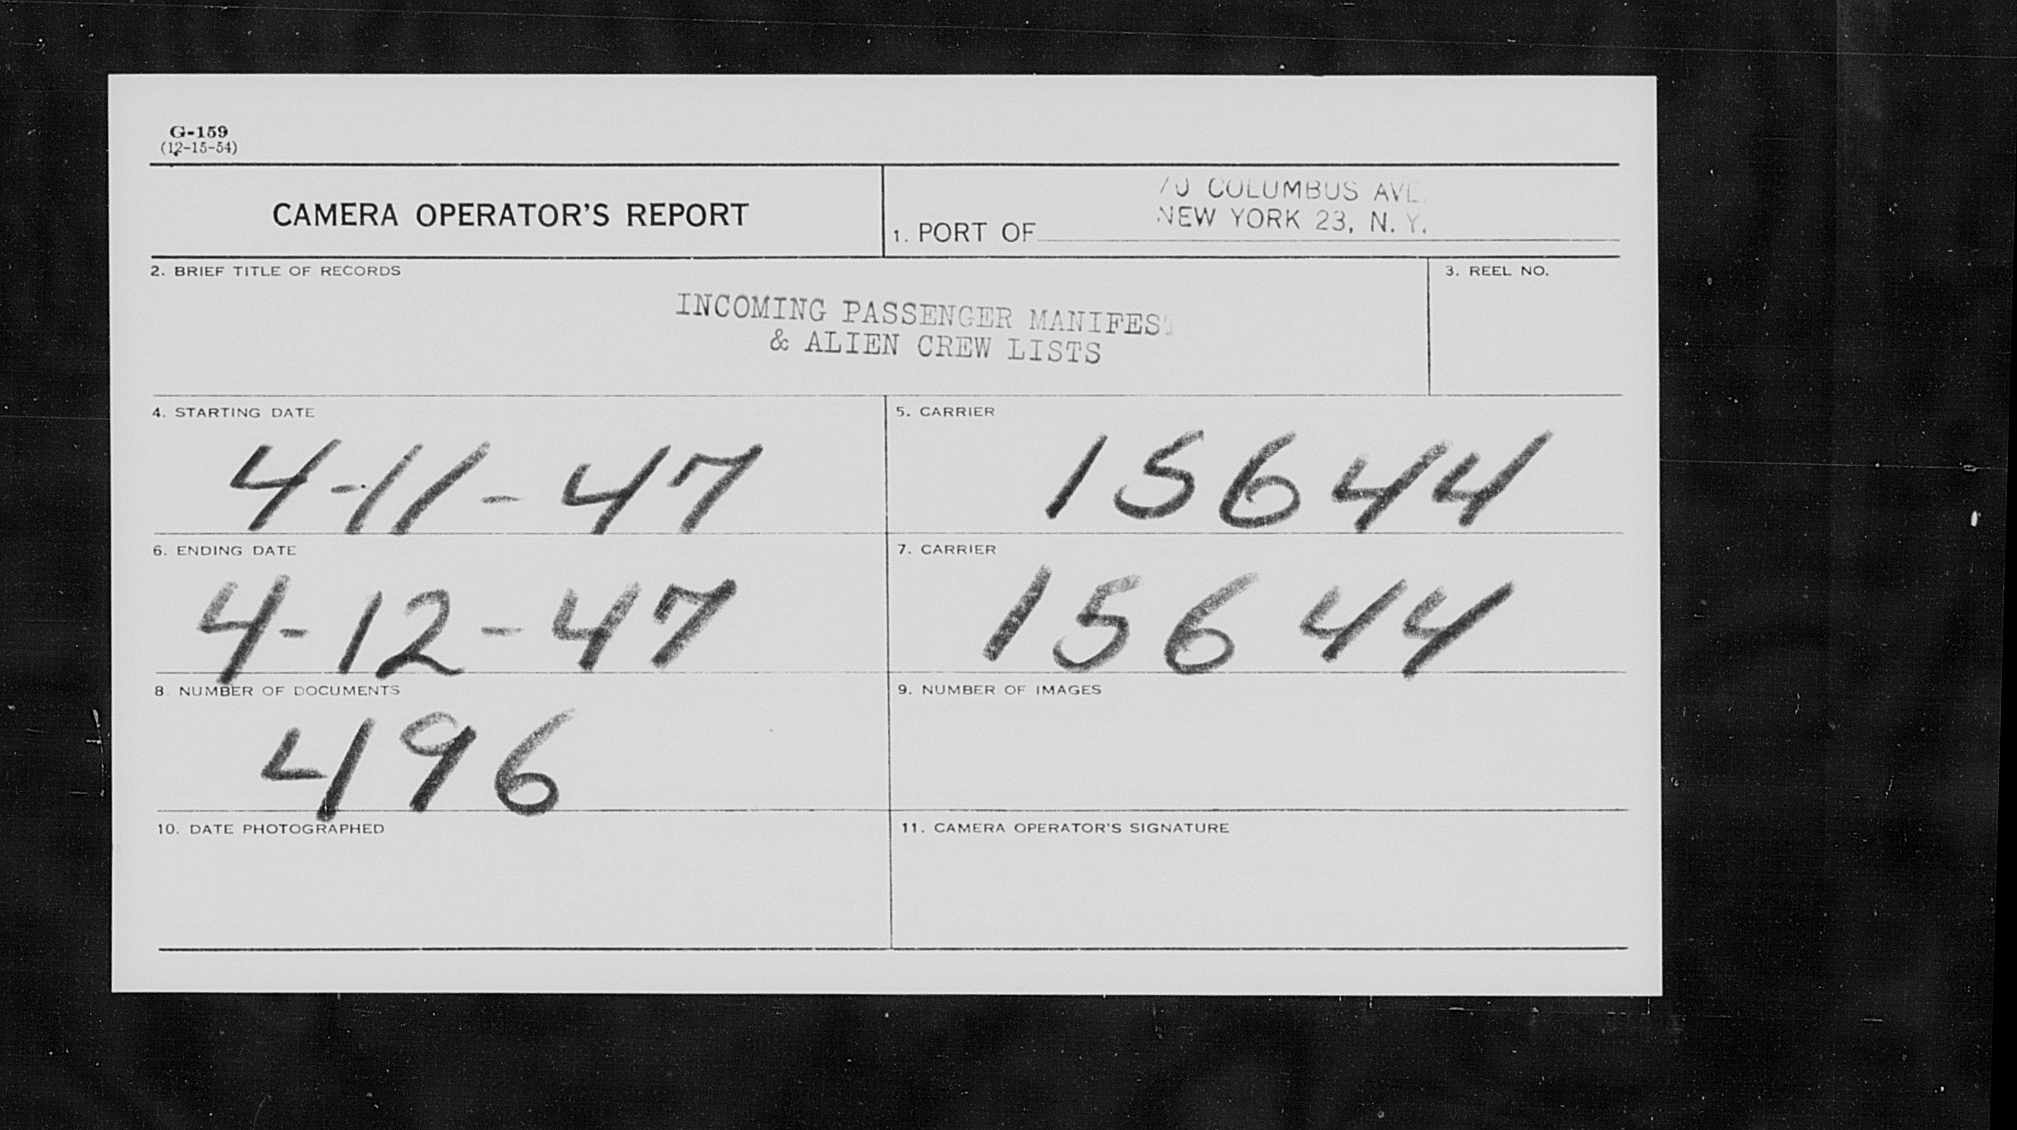 G-159
(12-15-54)
CAMERA OPERATOR'S REPORT
1. PORT OF
70 COLUMBUS AVE.
NEW YORK 23, N. Y.
2. BRIEF TITLE OF RECORDS
INCOMING PASSENGER MANIFEST
& ALIEN CREW LISTS
3. REEL NO.
4. STARTING DATE
4-11-47
5. CARRIER
15644
6. ENDING DATE
4-12-47
7. CARRIER
15644
8. NUMBER OF DOCUMENTS
496
9. NUMBER OF IMAGES
10. DATE PHOTOGRAPHED
11. CAMERA OPERATOR'S SIGNATURE